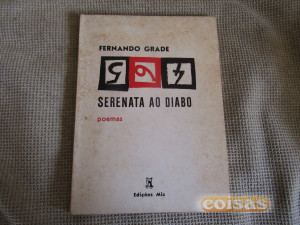 FERNANDO GRADE
SERENATA AO DIABO
poemas
Edições Mic
coisas